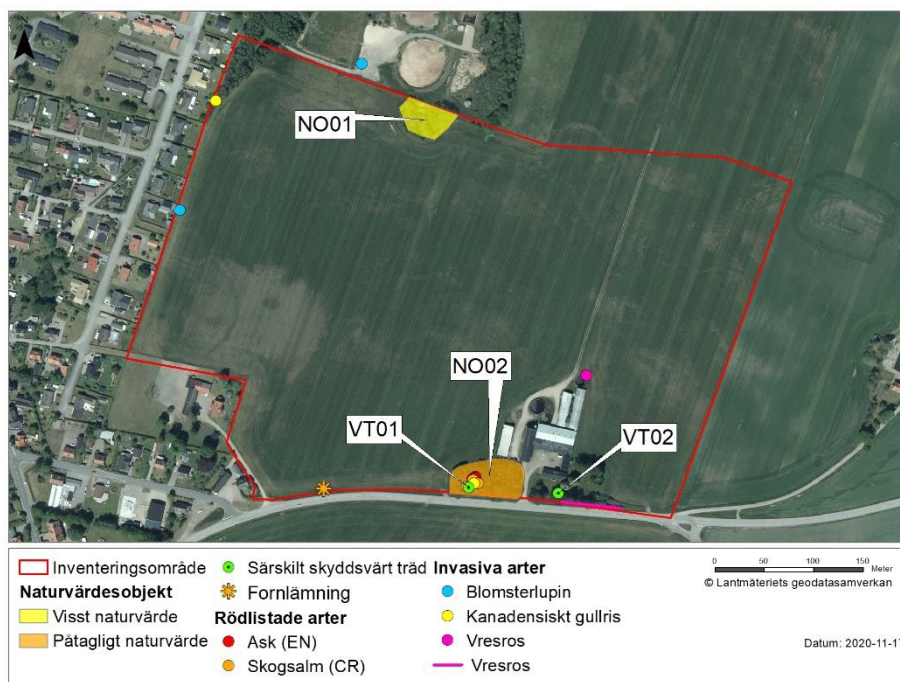 NO01
NO02
VT01
VT02
Inventeringsområde
Naturvärdesobjekt
Visst naturvärde
Påtagligt naturvärde
Särskilt skyddsvärt träd
Fornlämning
Rödlistade arter
Ask (EN)
Skogsalm (CR)
Invasiva arter
Blomsterlupin
Kanadensiskt gullris
Vresros
Vresros
0 50 100 150
Meter
© Lantmäteriets geodatasamverkan
Datum: 2020-11-17